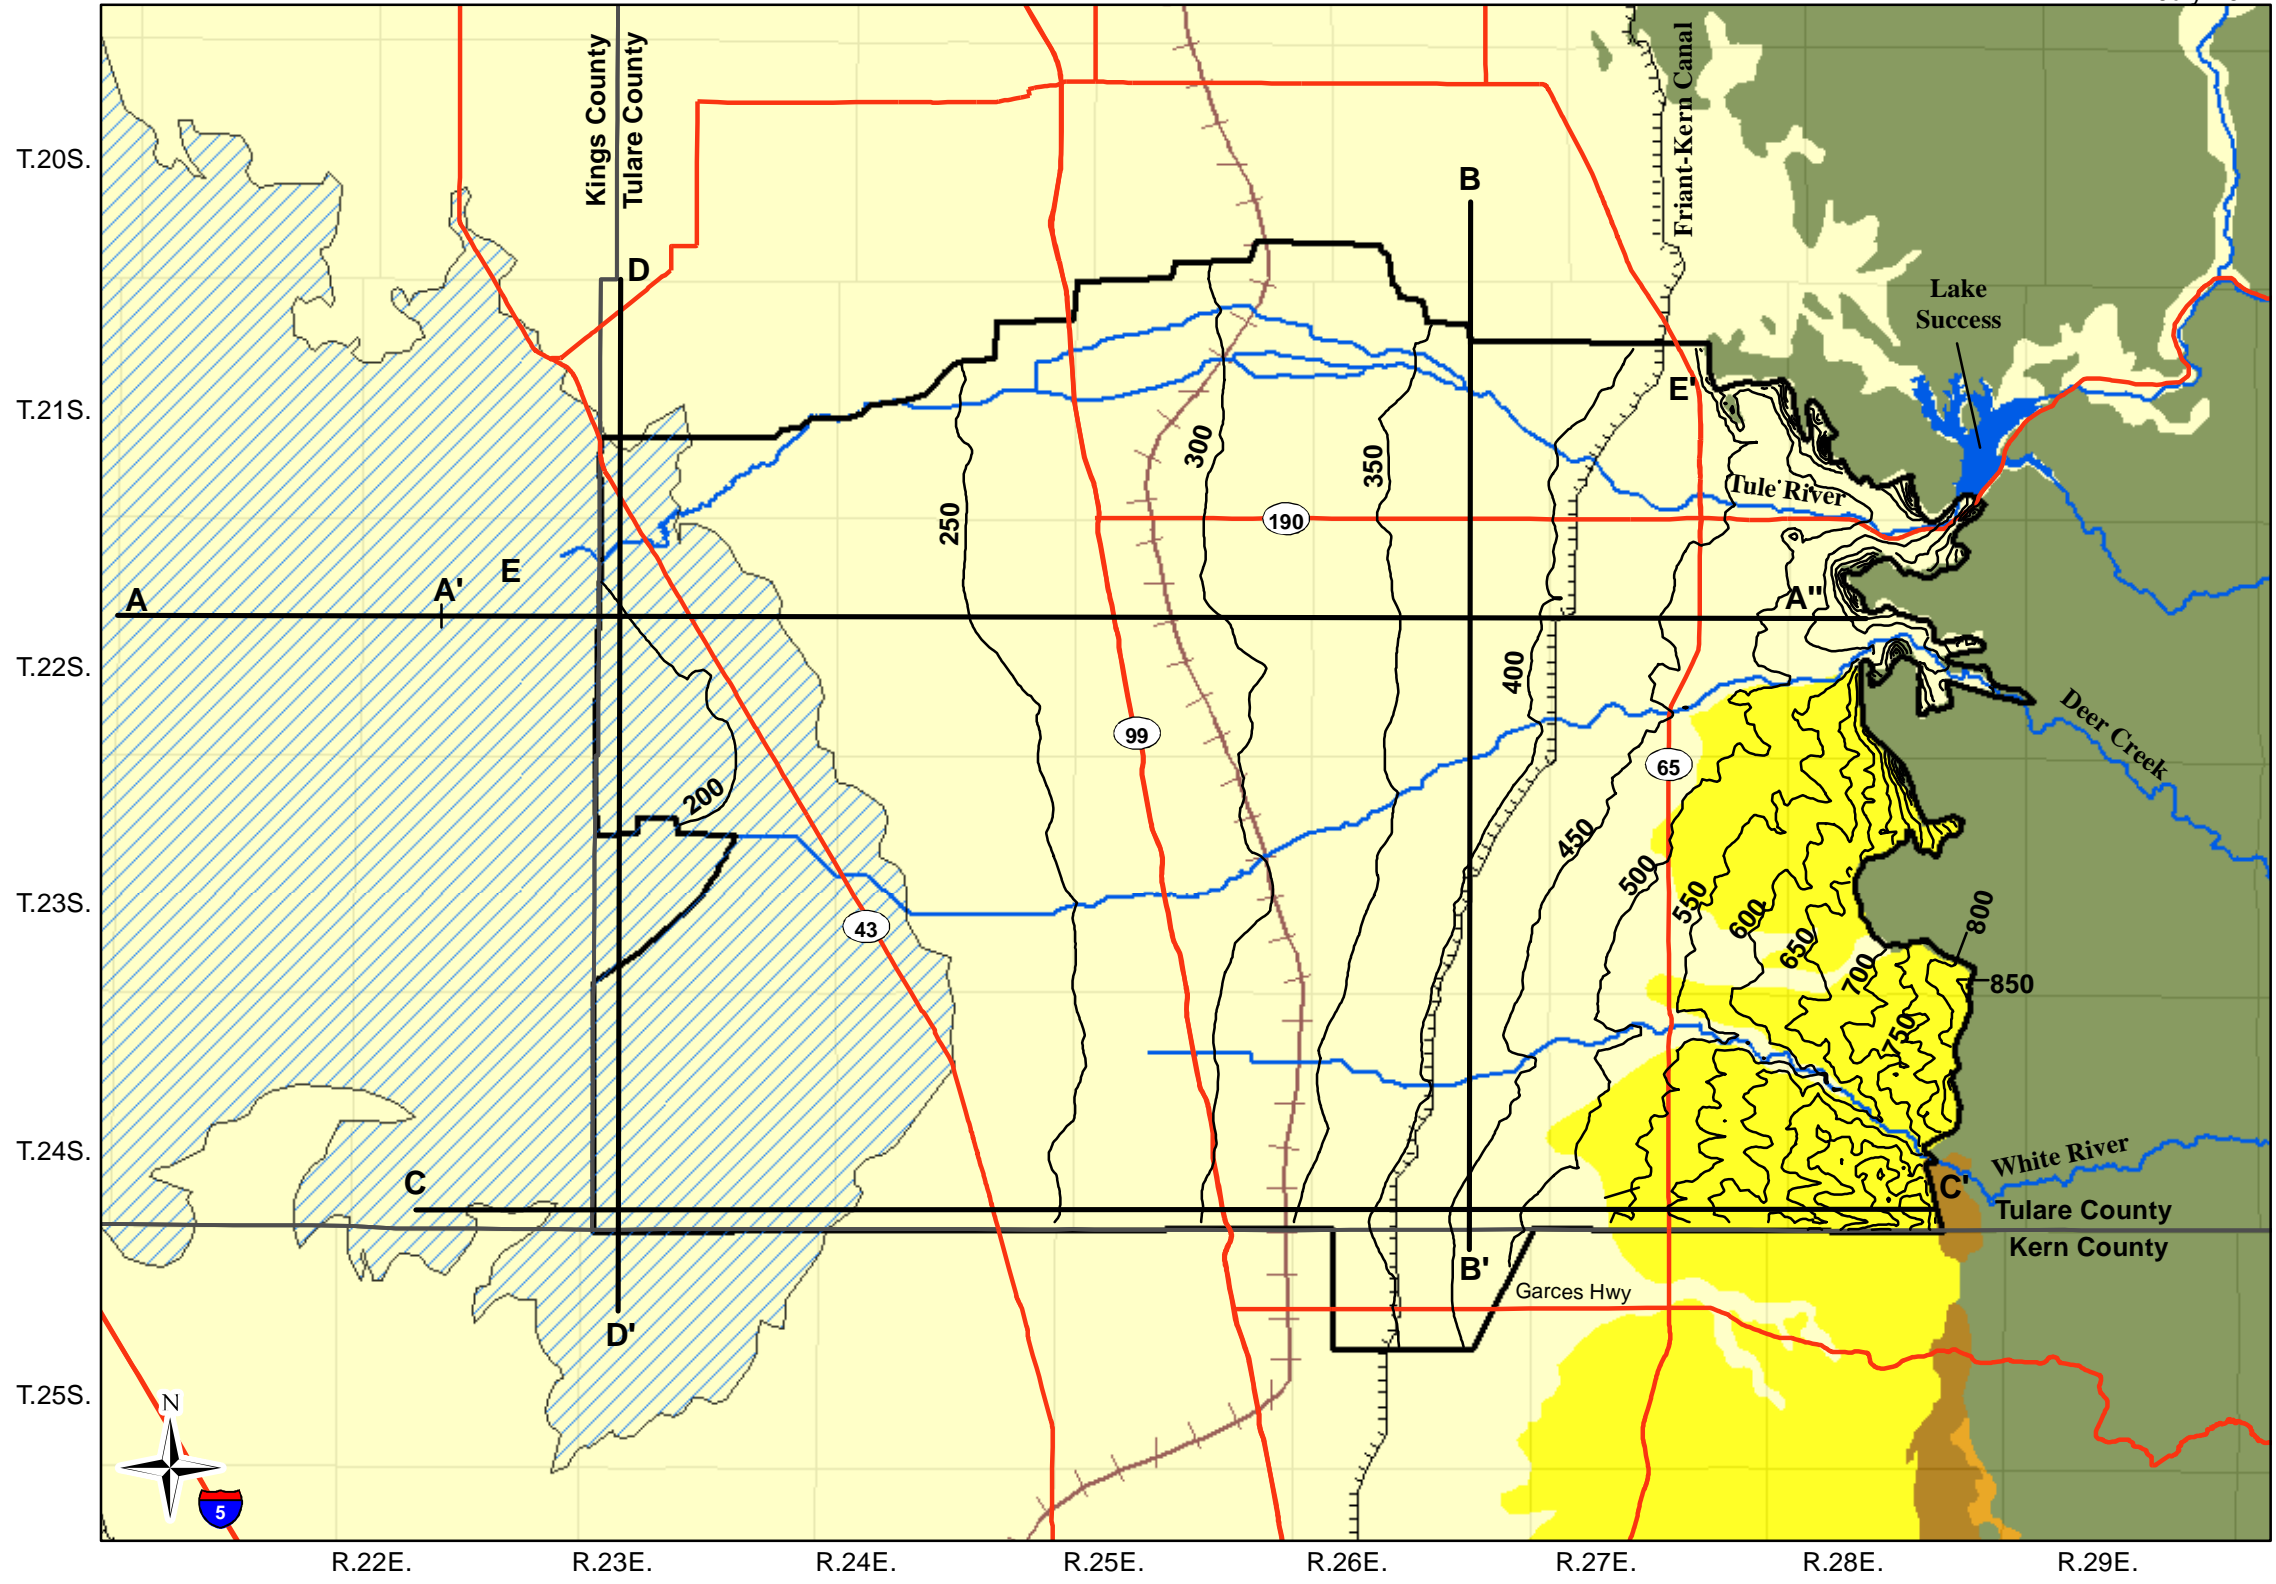 Kings County
Tulare County
Friant-Kern Canal
T.20S.
B
D
Lake
Success
E'
T.21S.
300
350
250
190
Tule River
E
A
A'
A''
T.22S.
400
Deer Creek
99
65
200
450
500
550
600
650
700
750
800
850
T.23S.
43
T.24S.
White River
C
C'
Tulare County
Kern County
B'
Garces Hwy
D'
T.25S.
N
5
R.22E.
R.23E.
R.24E.
R.25E.
R.26E.
R.27E.
R.28E.
R.29E.